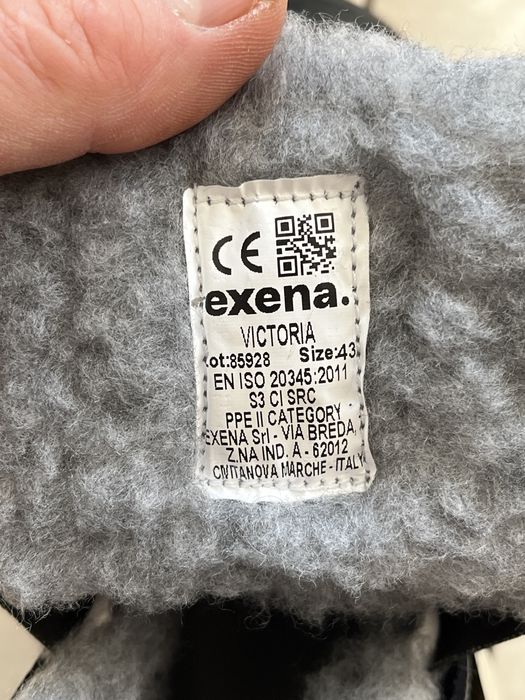 CE
exena.
VICTORIA
Lot:85928 Size:43
EN ISO 20345:2011
S3 CI SRC
PPE II CATEGORY -
EXENA Srl - VIA BREDA,
Z.NA IND. A - 62012
CIVITANOVA MARCHE - ITALY